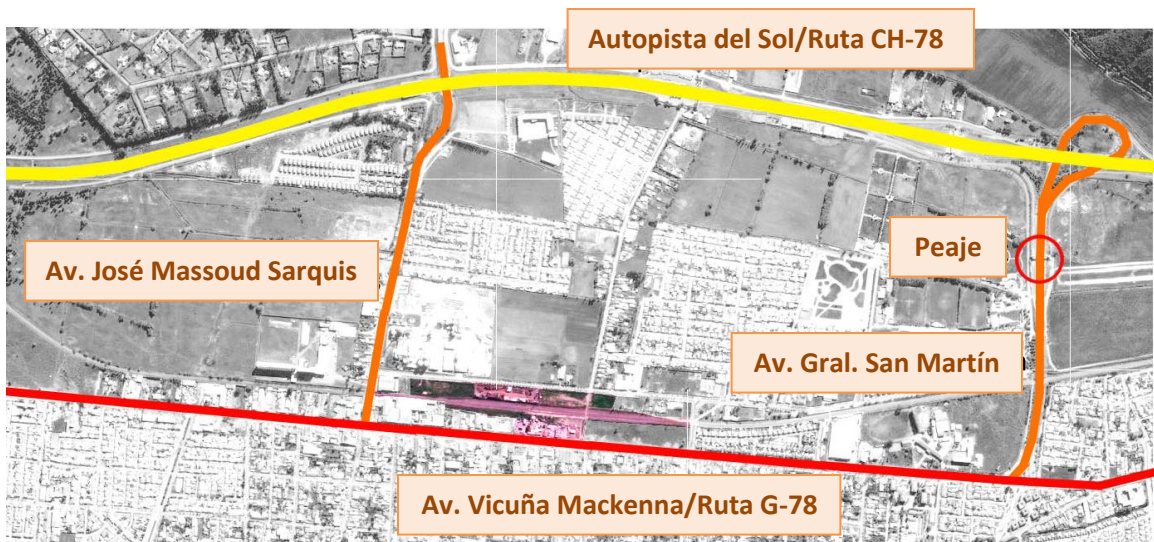 Autopista del Sol/Ruta CH-78
Peaje
Av. José Massoud Sarquis
Av. Gral. San Martín
Av. Vicuña Mackenna/Ruta G-78